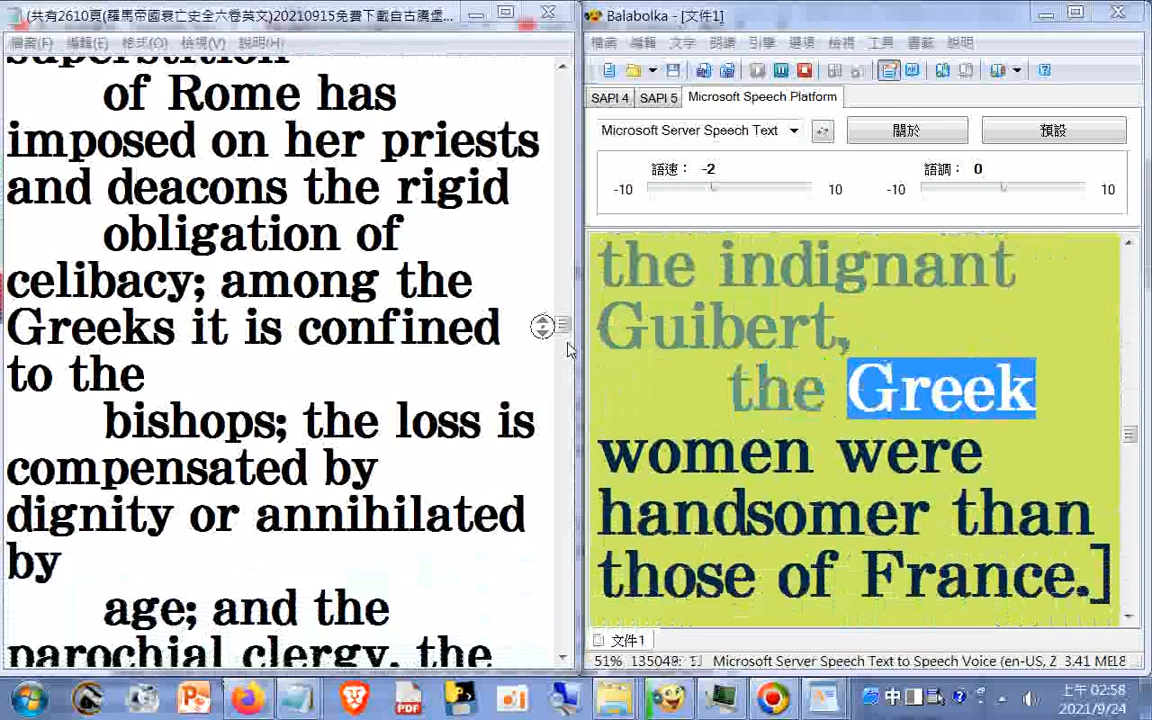 (共有2610頁(羅馬帝國衰亡史全六卷英文)20210915免費下載自古騰堡...
檔案(F) 編輯(E) 格式(O) 檢視(V) 說明(H)
superstition
of Rome has
imposed on her priests
and deacons the rigid
obligation of
celibacy; among the
Greeks it is confined
to the
bishops; the loss is
compensated by
dignity or annihilated
by
age; and the
parochial clergy, the
Balabolka - [文件1]
檔案 編輯 文字 朗讀 引擎 選項 檢視 工具 書籤 說明
SAPI 4 SAPI 5 Microsoft Speech Platform
Microsoft Server Speech Text 關於 預設
語速： -2 語調： 0
-10 10 -10 10
the indignant
Guibert,
the Greek
women were
handsomer than
those of France.]
文件1
51% Microsoft Server Speech Text to Speech Voice (en-US, Z 3.41
中
上午 02:58
2021/9/24